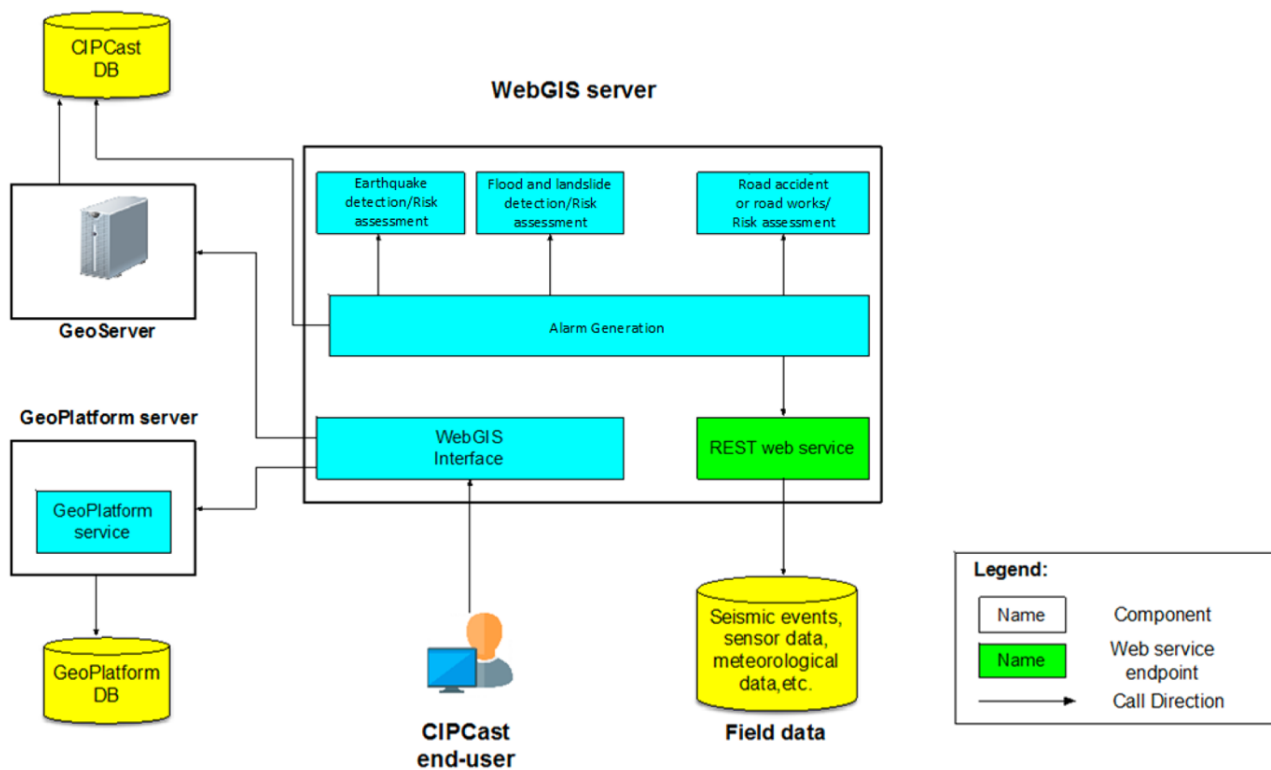 CIPCast
DB
WebGIS server
Earthquake
detection/Risk
assessment
Flood and landslide
detection/Risk
assessment
Road accident
or road works/
Risk assessment
GeoServer
Alarm Generation
GeoPlatform server
WebGIS
Interface
REST web service
GeoPlatform
service
GeoPlatform
DB
CIPCast
end-user
Seismic events,
sensor data,
meteorological
data,etc.
Field data
Legend:
Name
Component
Name
Web service
endpoint
Call Direction